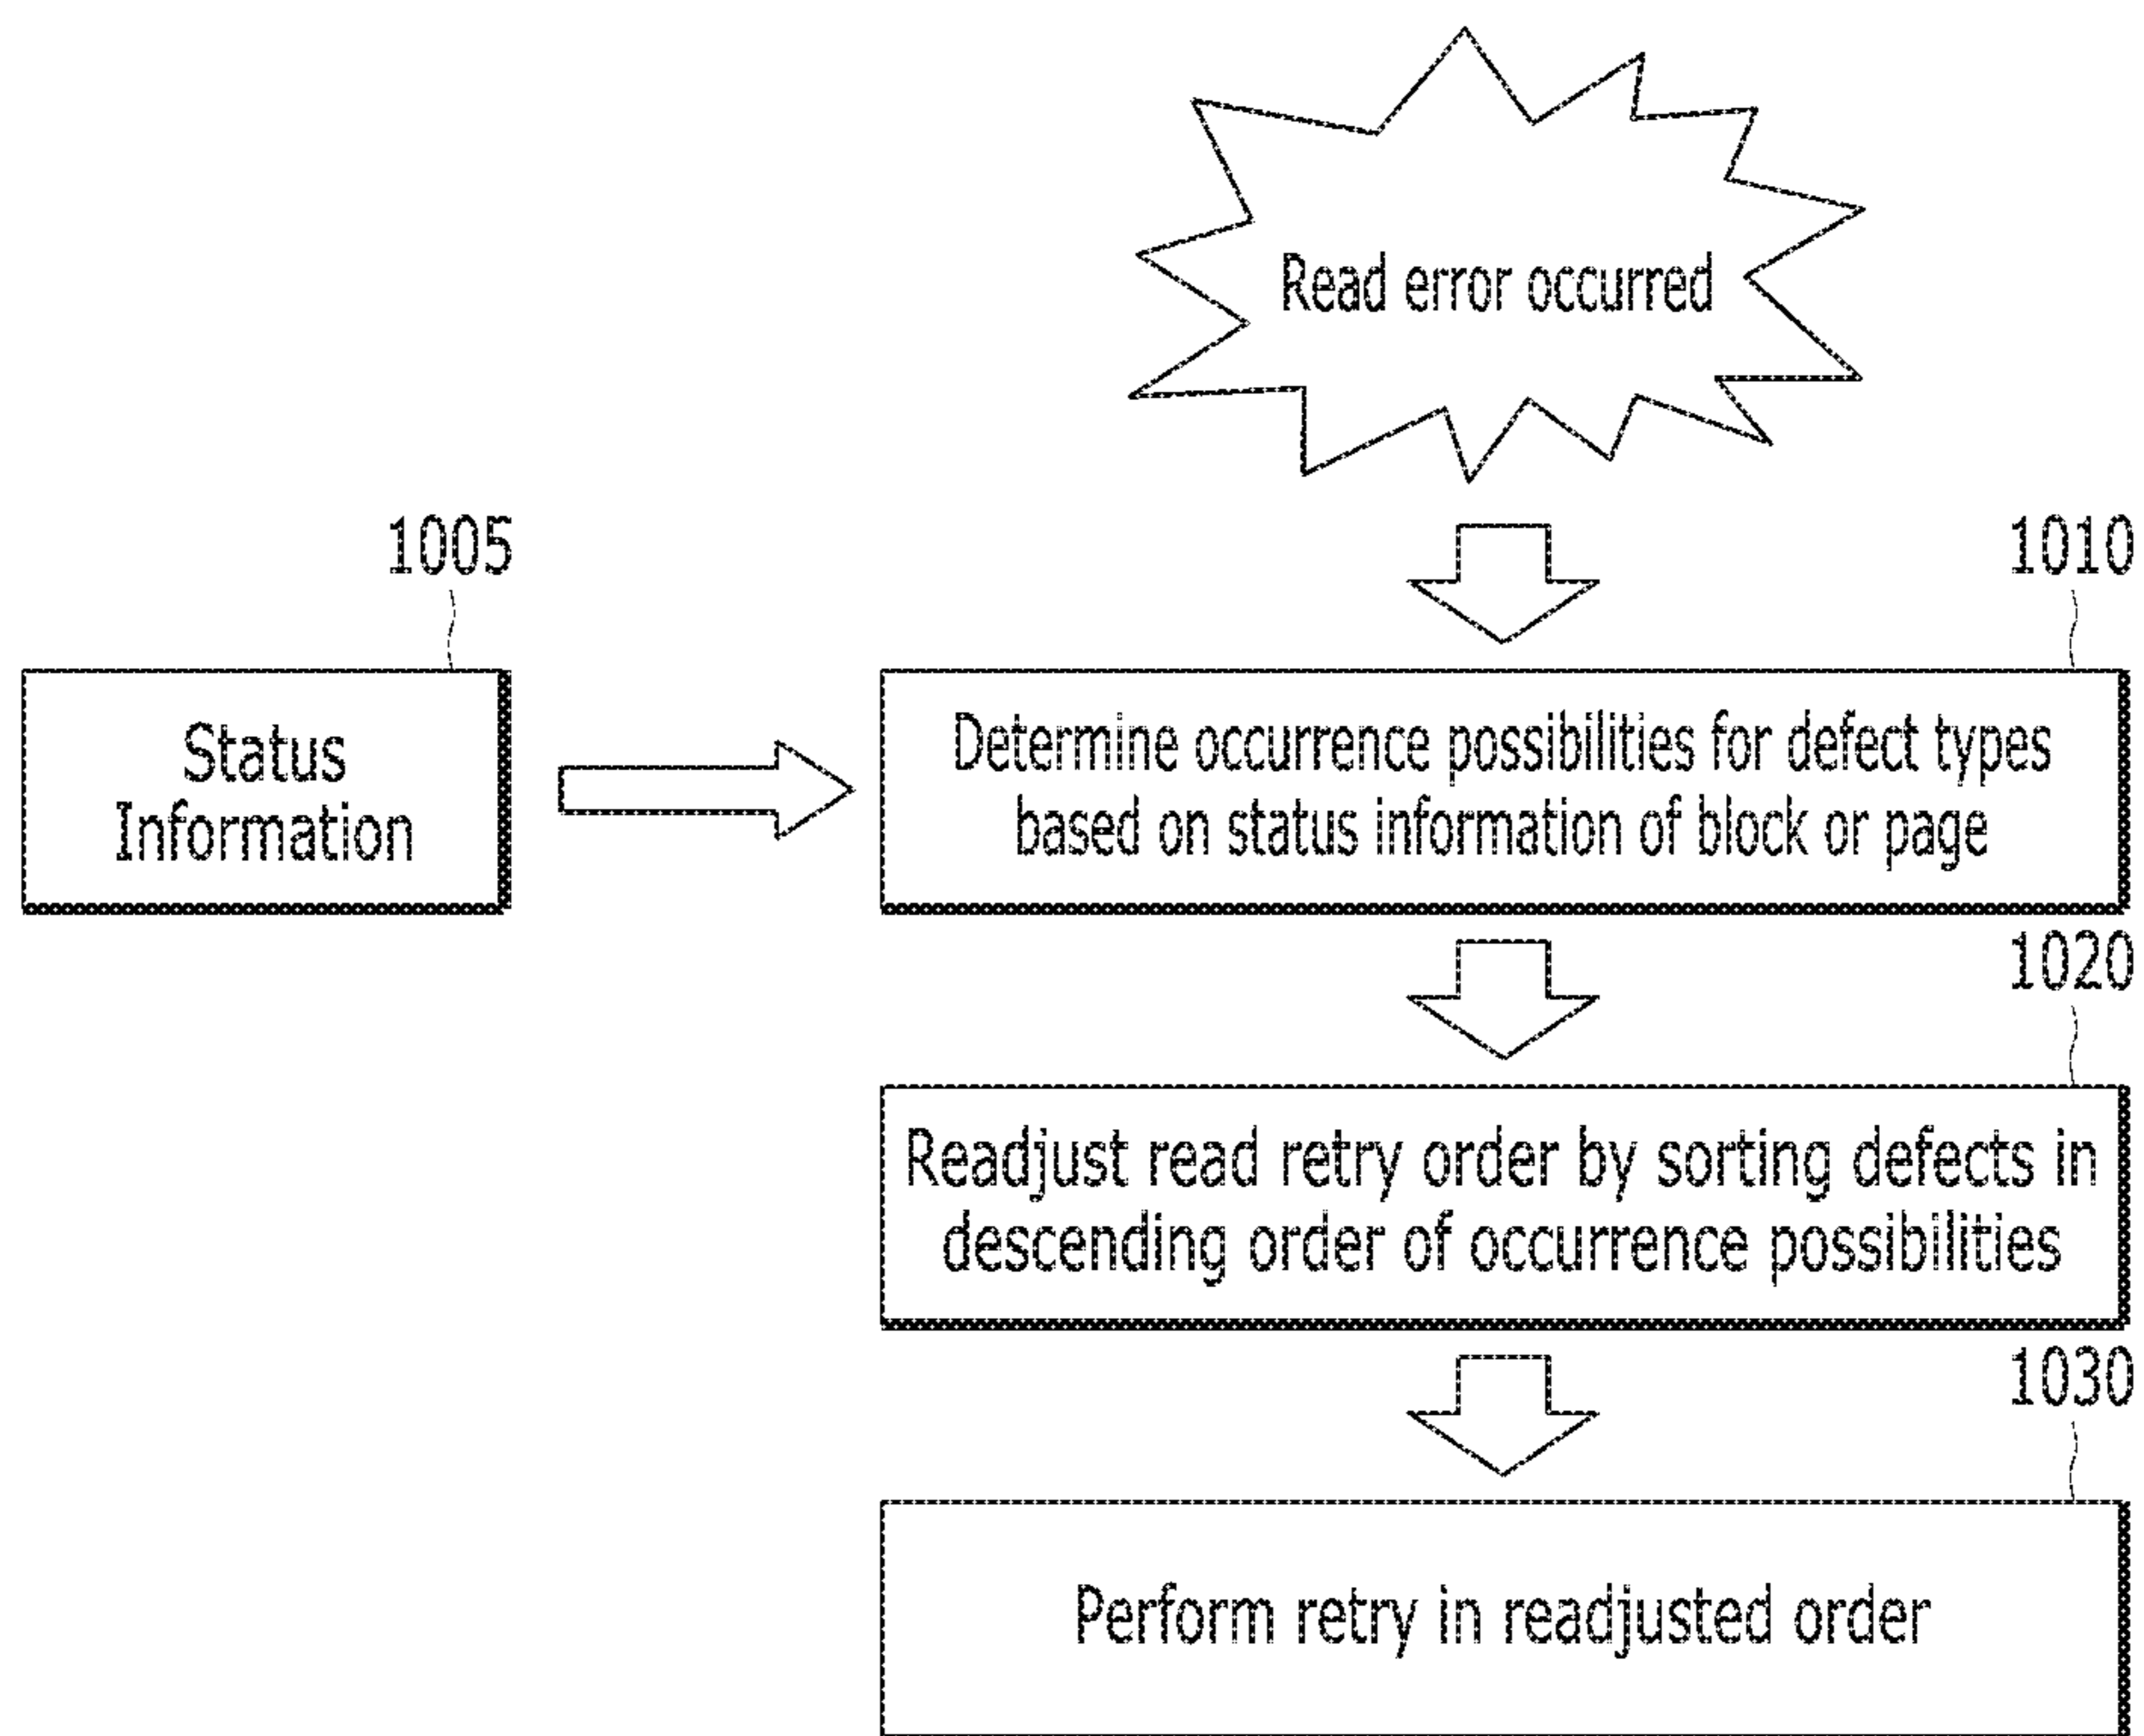 Read error occurred
1005
1010
Status
Information
Determine occurrence possibilities for defect types
based on status information of block or page
1020
Readjust read retry order by sorting defects in
descending order of occurrence possibilities
1030
Perform retry in readjusted order